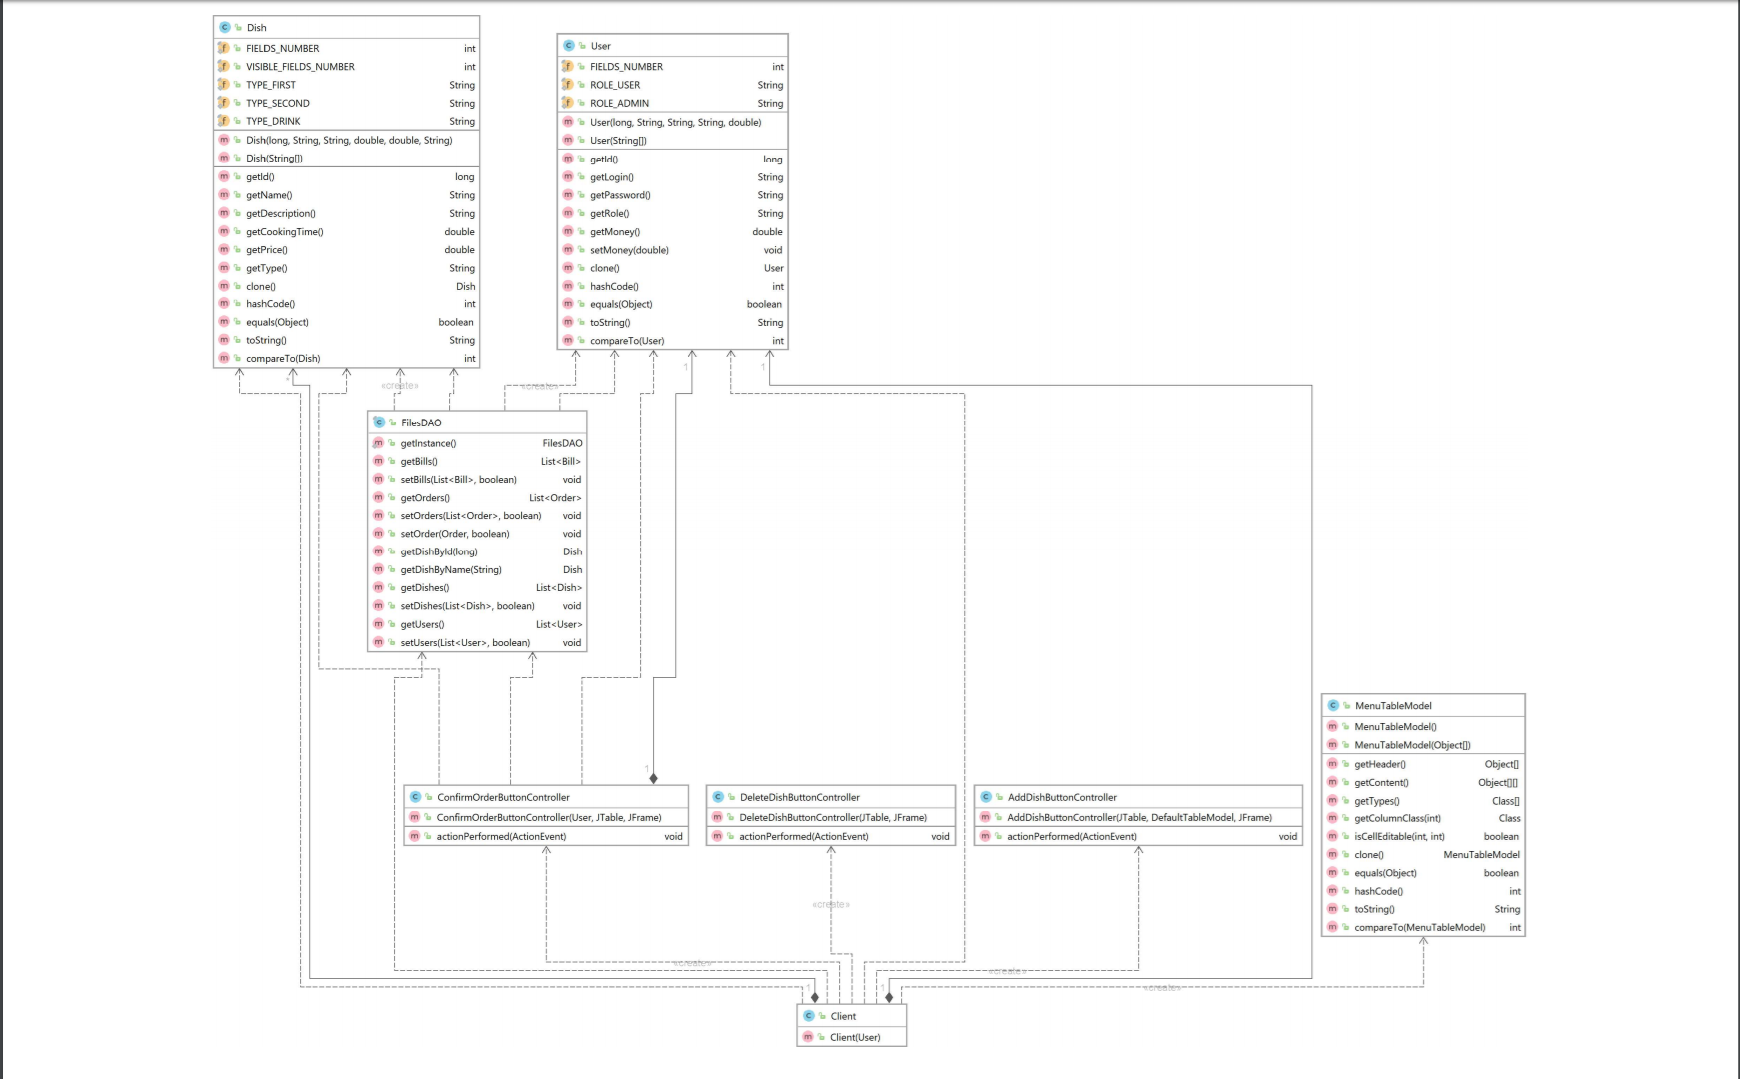 Dish
FIELDS_NUMBER int
VISIBLE_FIELDS_NUMBER int
TYPE_FIRST String
TYPE_SECOND String
TYPE_DRINK String
Dish(long, String, String, double, double, String)
Dish(String[])
getId() long
getName() String
getDescription() String
getCookingTime() double
getPrice() double
getType() String
clone() Dish
hashCode() int
equals(Object) boolean
toString() String
compareTo(Dish) int
User
FIELDS_NUMBER int
ROLE_USER String
ROLE_ADMIN String
User(long, String, String, String, double)
User(String[])
getId() long
getLogin() String
getPassword() String
getRole() String
getMoney() double
setMoney(double) void
clone() User
hashCode() int
equals(Object) boolean
toString() String
compareTo(User) int
1
1
*
«create»
«create»
FilesDAO
getInstance() FilesDAO
getBills() List<Bill>
setBills(List<Bill>, boolean) void
getOrders() List<Order>
setOrders(List<Order>, boolean) void
setOrder(Order, boolean) void
getDishById(long) Dish
getDishByName(String) Dish
getDishes() List<Dish>
setDishes(List<Dish>, boolean) void
getUsers() List<User>
setUsers(List<User>, boolean) void
1
ConfirmOrderButtonController
ConfirmOrderButtonController(User, JTable, JFrame)
actionPerformed(ActionEvent) void
DeleteDishButtonController
DeleteDishButtonController(JTable, JFrame)
actionPerformed(ActionEvent) void
AddDishButtonController
AddDishButtonController(JTable, DefaultTableModel, JFrame)
actionPerformed(ActionEvent) void
MenuTableModel
MenuTableModel()
MenuTableModel(Object[])
getHeader() Object[]
getContent() Object[][]
getTypes() Class[]
getColumnClass(int) Class
isCellEditable(int, int) boolean
clone() MenuTableModel
equals(Object) boolean
hashCode() int
toString() String
compareTo(MenuTableModel) int
«create»
«create»
«create»
«create»
1
1
Client
Client(User)